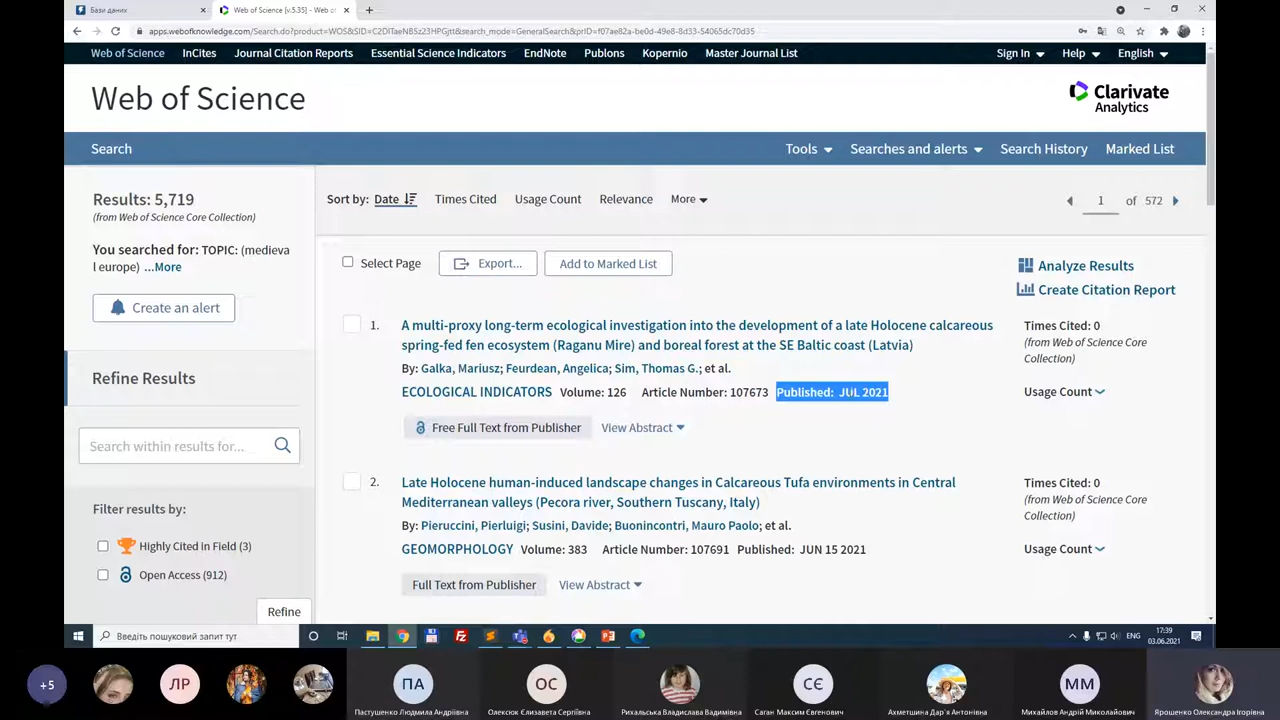 Бази даних
Web of Science [v.5.35] - Web of
apps.webofknowledge.com/Search.do?product=WOS&SID=C2DlTaeNBSz23HPGjtt&search_mode=GeneralSearch&prID=f07ae82a-be0d-49e8-8d33-54065dc70d35
Web of Science InCites Journal Citation Reports Essential Science Indicators EndNote Publons Kopernio Master Journal List Sign In Help English
Web of Science
Clarivate
Analytics
Search Tools Searches and alerts Search History Marked List
Results: 5,719
(from Web of Science Core Collection)
You searched for: TOPIC: (medieva
l europe) ...More
Create an alert
Refine Results
Search within results for...
Filter results by:
Highly Cited in Field (3)
Open Access (912)
Refine
Sort by: Date Times Cited Usage Count Relevance More
1 of 572
Select Page Export... Add to Marked List
Analyze Results
Create Citation Report
1. A multi-proxy long-term ecological investigation into the development of a late Holocene calcareous
spring-fed fen ecosystem (Raganu Mire) and boreal forest at the SE Baltic coast (Latvia)
By: Galka, Mariusz; Feurdean, Angelica; Sim, Thomas G.; et al.
ECOLOGICAL INDICATORS Volume: 126 Article Number: 107673 Published: JUL 2021
Free Full Text from Publisher View Abstract
Times Cited: 0
(from Web of Science Core
Collection)
Usage Count
2. Late Holocene human-induced landscape changes in Calcareous Tufa environments in Central
Mediterranean valleys (Pecora river, Southern Tuscany, Italy)
By: Pieruccini, Pierluigi; Susini, Davide; Buonincontri, Mauro Paolo; et al.
GEOMORPHOLOGY Volume: 383 Article Number: 107691 Published: JUN 15 2021
Full Text from Publisher View Abstract
Times Cited: 0
(from Web of Science Core
Collection)
Usage Count
Введіть пошуковий запит тут
ENG
17:39
03.06.2021
+5
ЛР
ПА
ОС
СЄ
ММ
Пастушенко Людмила Андріївна
Олексюк Єлизавета Сергіївна
Рихальська Владислава Вадимівна
Саган Максим Євгенович
Ахметшина Дар`я Антонівна
Михайлов Андрій Миколайович
Ярошенко Олександра Ігорівна